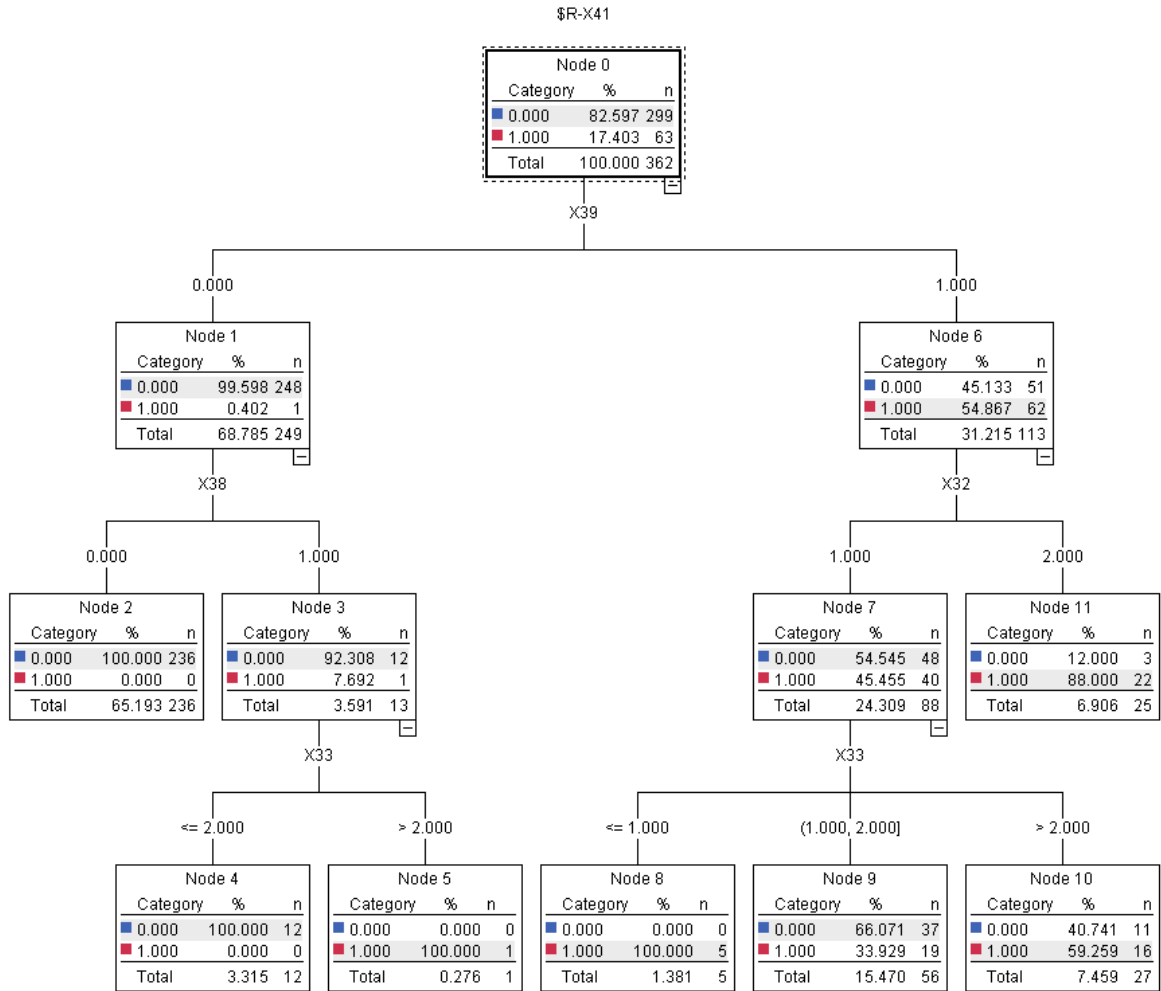 $R-X41
Node 0
Category % n
0.000 82.597 299
1.000 17.403 63
Total 100.000 362
X39
0.000
1.000
Node 1
Category % n
0.000 99.598 248
1.000 0.402 1
Total 68.785 249
Node 6
Category % n
0.000 45.133 51
1.000 54.867 62
Total 31.215 113
X38
X32
0.000
1.000
1.000
2.000
Node 2
Category % n
0.000 100.000 236
1.000 0.000 0
Total 65.193 236
Node 3
Category % n
0.000 92.308 12
1.000 7.692 1
Total 3.591 13
Node 7
Category % n
0.000 54.545 48
1.000 45.455 40
Total 24.309 88
Node 11
Category % n
0.000 12.000 3
1.000 88.000 22
Total 6.906 25
X33
X33
<= 2.000
> 2.000
<= 1.000
(1.000, 2.000]
> 2.000
Node 4
Category % n
0.000 100.000 12
1.000 0.000 0
Total 3.315 12
Node 5
Category % n
0.000 0.000 0
1.000 100.000 1
Total 0.276 1
Node 8
Category % n
0.000 0.000 0
1.000 100.000 5
Total 1.381 5
Node 9
Category % n
0.000 66.071 37
1.000 33.929 19
Total 15.470 56
Node 10
Category % n
0.000 40.741 11
1.000 59.259 16
Total 7.459 27